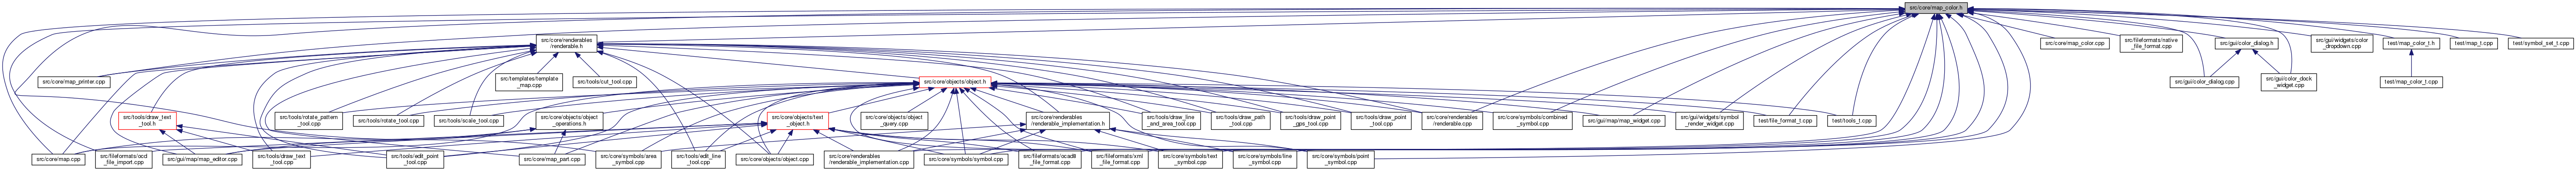 src/core/map_color.h
src/core/renderables
/renderable.h
src/core/map_color.cpp
src/fileformats/native
_file_format.cpp
src/gui/color_dialog.h
src/gui/widgets/color
_dropdown.cpp
test/map_color_t.h
test/map_t.cpp
test/symbol_set_t.cpp
src/core/map_printer.cpp
src/templates/template
_map.cpp
src/tools/cut_tool.cpp
src/core/objects/object.h
src/gui/color_dialog.cpp
src/gui/color_dock
_widget.cpp
test/map_color_t.cpp
src/tools/draw_text
_tool.h
src/tools/rotate_pattern
_tool.cpp
src/tools/rotate_tool.cpp
src/tools/scale_tool.cpp
src/core/objects/object
_operations.h
src/core/objects/text
_object.h
src/core/objects/object
_query.cpp
src/core/renderables
/renderable_implementation.h
src/tools/draw_line
_and_area_tool.cpp
src/tools/draw_path
_tool.cpp
src/tools/draw_point
_gps_tool.cpp
src/tools/draw_point
_tool.cpp
src/core/renderables
/renderable.cpp
src/core/symbols/combined
_symbol.cpp
src/gui/map/map_widget.cpp
src/gui/widgets/symbol
_render_widget.cpp
test/file_format_t.cpp
test/tools_t.cpp
src/core/map.cpp
src/fileformats/ocd
_file_import.cpp
src/gui/map/map_editor.cpp
src/tools/draw_text
_tool.cpp
src/tools/edit_point
_tool.cpp
src/core/map_part.cpp
src/core/symbols/area
_symbol.cpp
src/tools/edit_line
_tool.cpp
src/core/objects/object.cpp
src/core/renderables
/renderable_implementation.cpp
src/core/symbols/symbol.cpp
src/fileformats/ocad8
_file_format.cpp
src/fileformats/xml
_file_format.cpp
src/core/symbols/text
_symbol.cpp
src/core/symbols/line
_symbol.cpp
src/core/symbols/point
_symbol.cpp